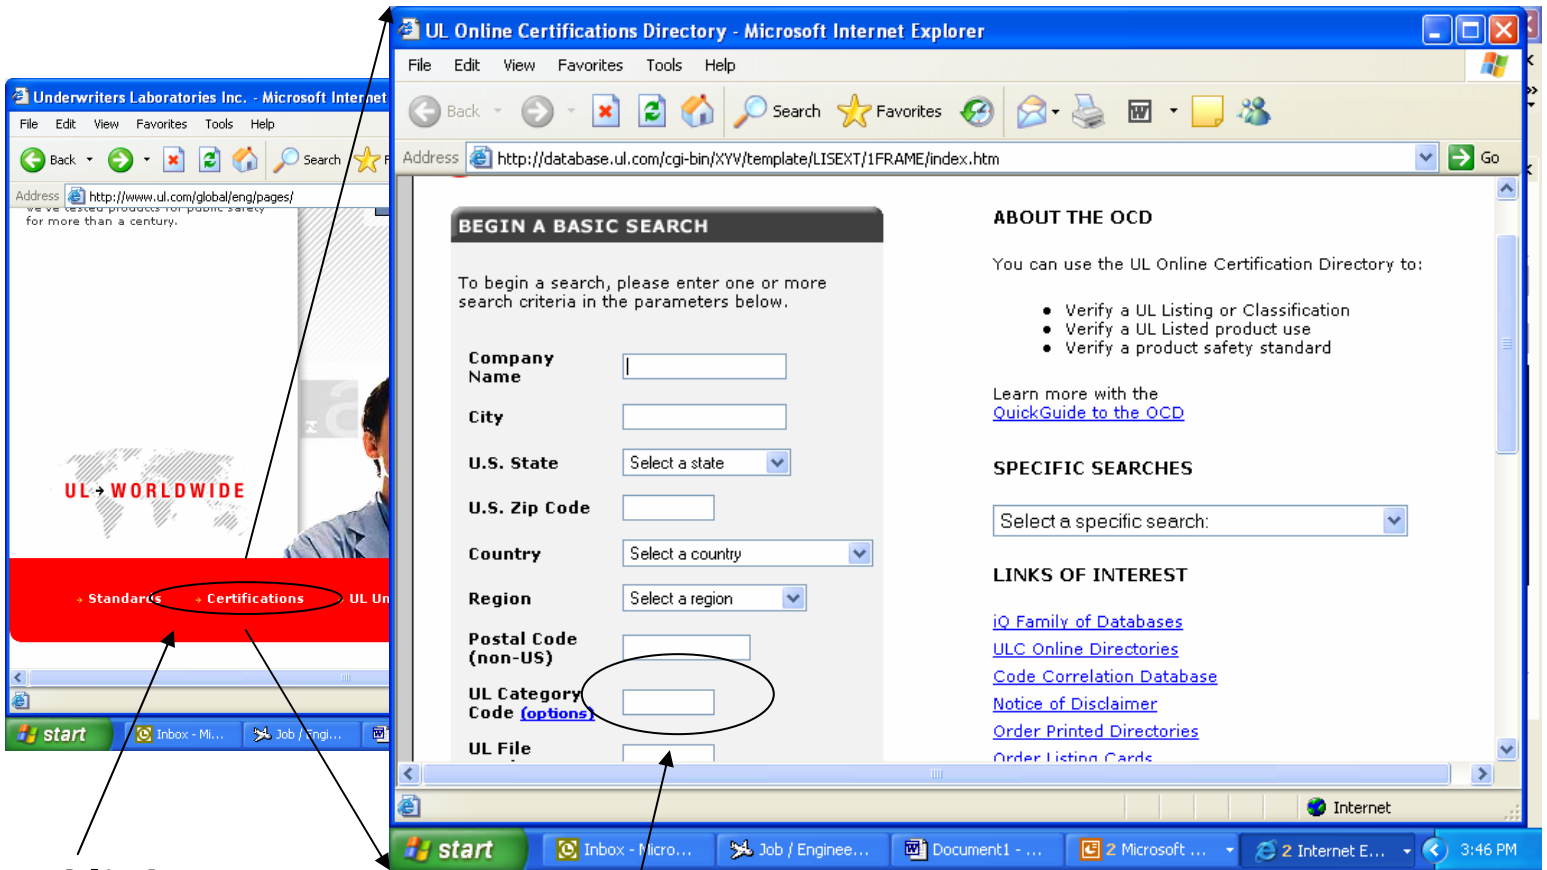 Underwriters Laboratories Inc. - Microsoft Internet
File Edit View Favorites Tools Help
Back Search
Address http://www.ul.com/global/eng/pages/
we've tested products for public safety
for more than a century.
UL WORLDWIDE
Standards Certifications UL Un
start Inbox - Mi... Job / Engi...
UL Online Certifications Directory - Microsoft Internet Explorer
File Edit View Favorites Tools Help
Back Search Favorites
Address http://database.ul.com/cgi-bin/XYV/template/LISEXT/1FRAME/index.htm Go
BEGIN A BASIC SEARCH
To begin a search, please enter one or more
search criteria in the parameters below.
Company
Name
City
U.S. State Select a state
U.S. Zip Code
Country Select a country
Region Select a region
Postal Code
(non-US)
UL Category
Code (options)
UL File
ABOUT THE OCD
You can use the UL Online Certification Directory to:
• Verify a UL Listing or Classification
• Verify a UL Listed product use
• Verify a product safety standard
Learn more with the
QuickGuide to the OCD
SPECIFIC SEARCHES
Select a specific search:
LINKS OF INTEREST
iQ Family of Databases
ULC Online Directories
Code Correlation Database
Notice of Disclaimer
Order Printed Directories
Order Listing Cards
Internet
start Inbox - Micro... Job / Enginee... Document1 - ... 2 Microsoft ... 2 Internet E... 3:46 PM